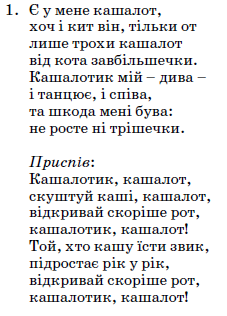 1. Є у мене кашалот,
хоч і кит він, тільки от
лише трохи кашалот
від кота завбільшечки.
Кашалотик мій – дива –
і танцює, і співа,
та шкода мені бува:
не росте ні трішечки.
Приспів:
Кашалотик, кашалот,
скуштуй каші, кашалот,
відкривай скоріше рот,
кашалотик, кашалот!
Той, хто кашу їсти звик,
підростає рік у рік,
відкривай скоріше рот,
кашалотик, кашалот!